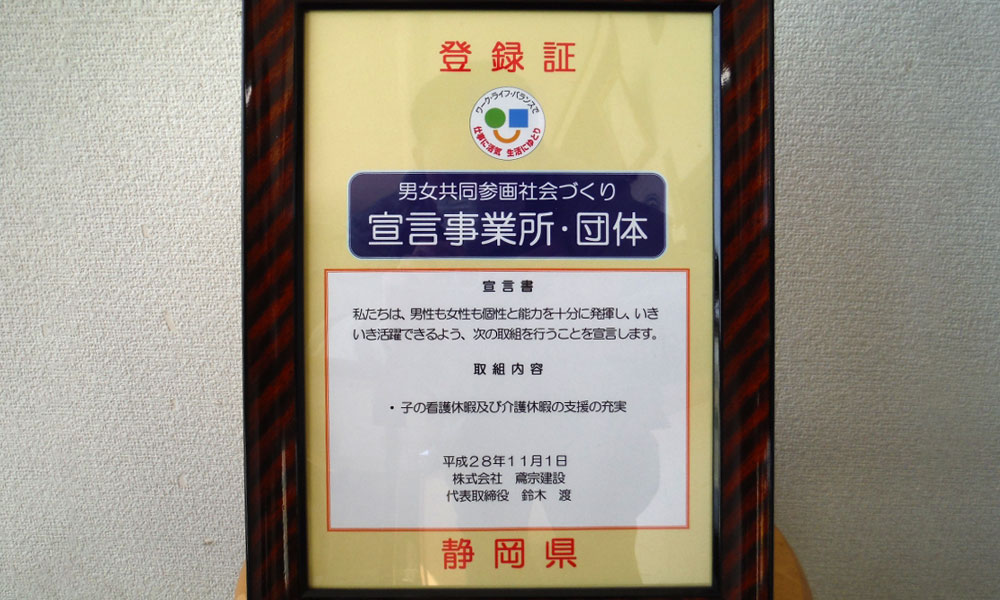 登録証
ワーク・ライフ・バランスで
仕事に活気 生活にゆとり
男女共同参画社会づくり
宣言事業所・団体
宣言書
私たちは、男性も女性も個性と能力を十分に発揮し、いき
いき活躍できるよう、次の取組を行うことを宣言します。
取組内容
・子の看護休暇及び介護休暇の支援の充実
平成28年11月1日
株式会社 鳶宗建設
代表取締役 鈴木 渡
静岡県